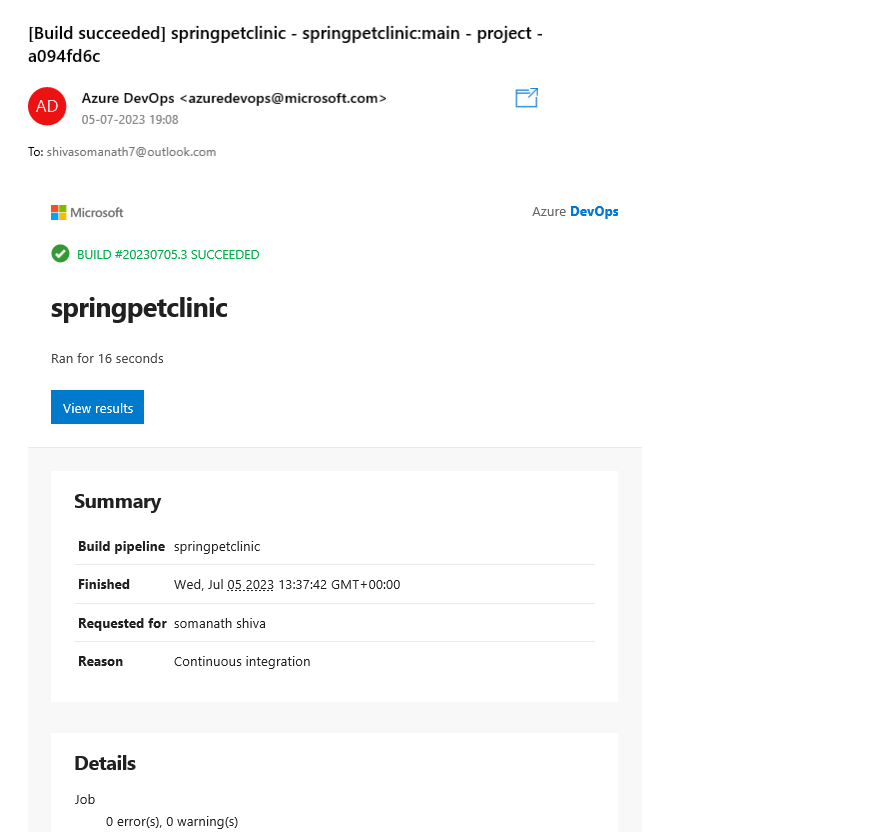 [Build succeeded] springpetclinic - springpetclinic:main - project -
a094fd6c
AD
Azure DevOps <azuredevops@microsoft.com>
05-07-2023 19:08
To: shivasomanath7@outlook.com
Microsoft
Azure DevOps
BUILD #20230705.3 SUCCEEDED
springpetclinic
Ran for 16 seconds
View results
Summary
Build pipeline springpetclinic
Finished Wed, Jul 05 2023 13:37:42 GMT+00:00
Requested for somanath shiva
Reason Continuous integration
Details
Job
0 error(s), 0 warning(s)